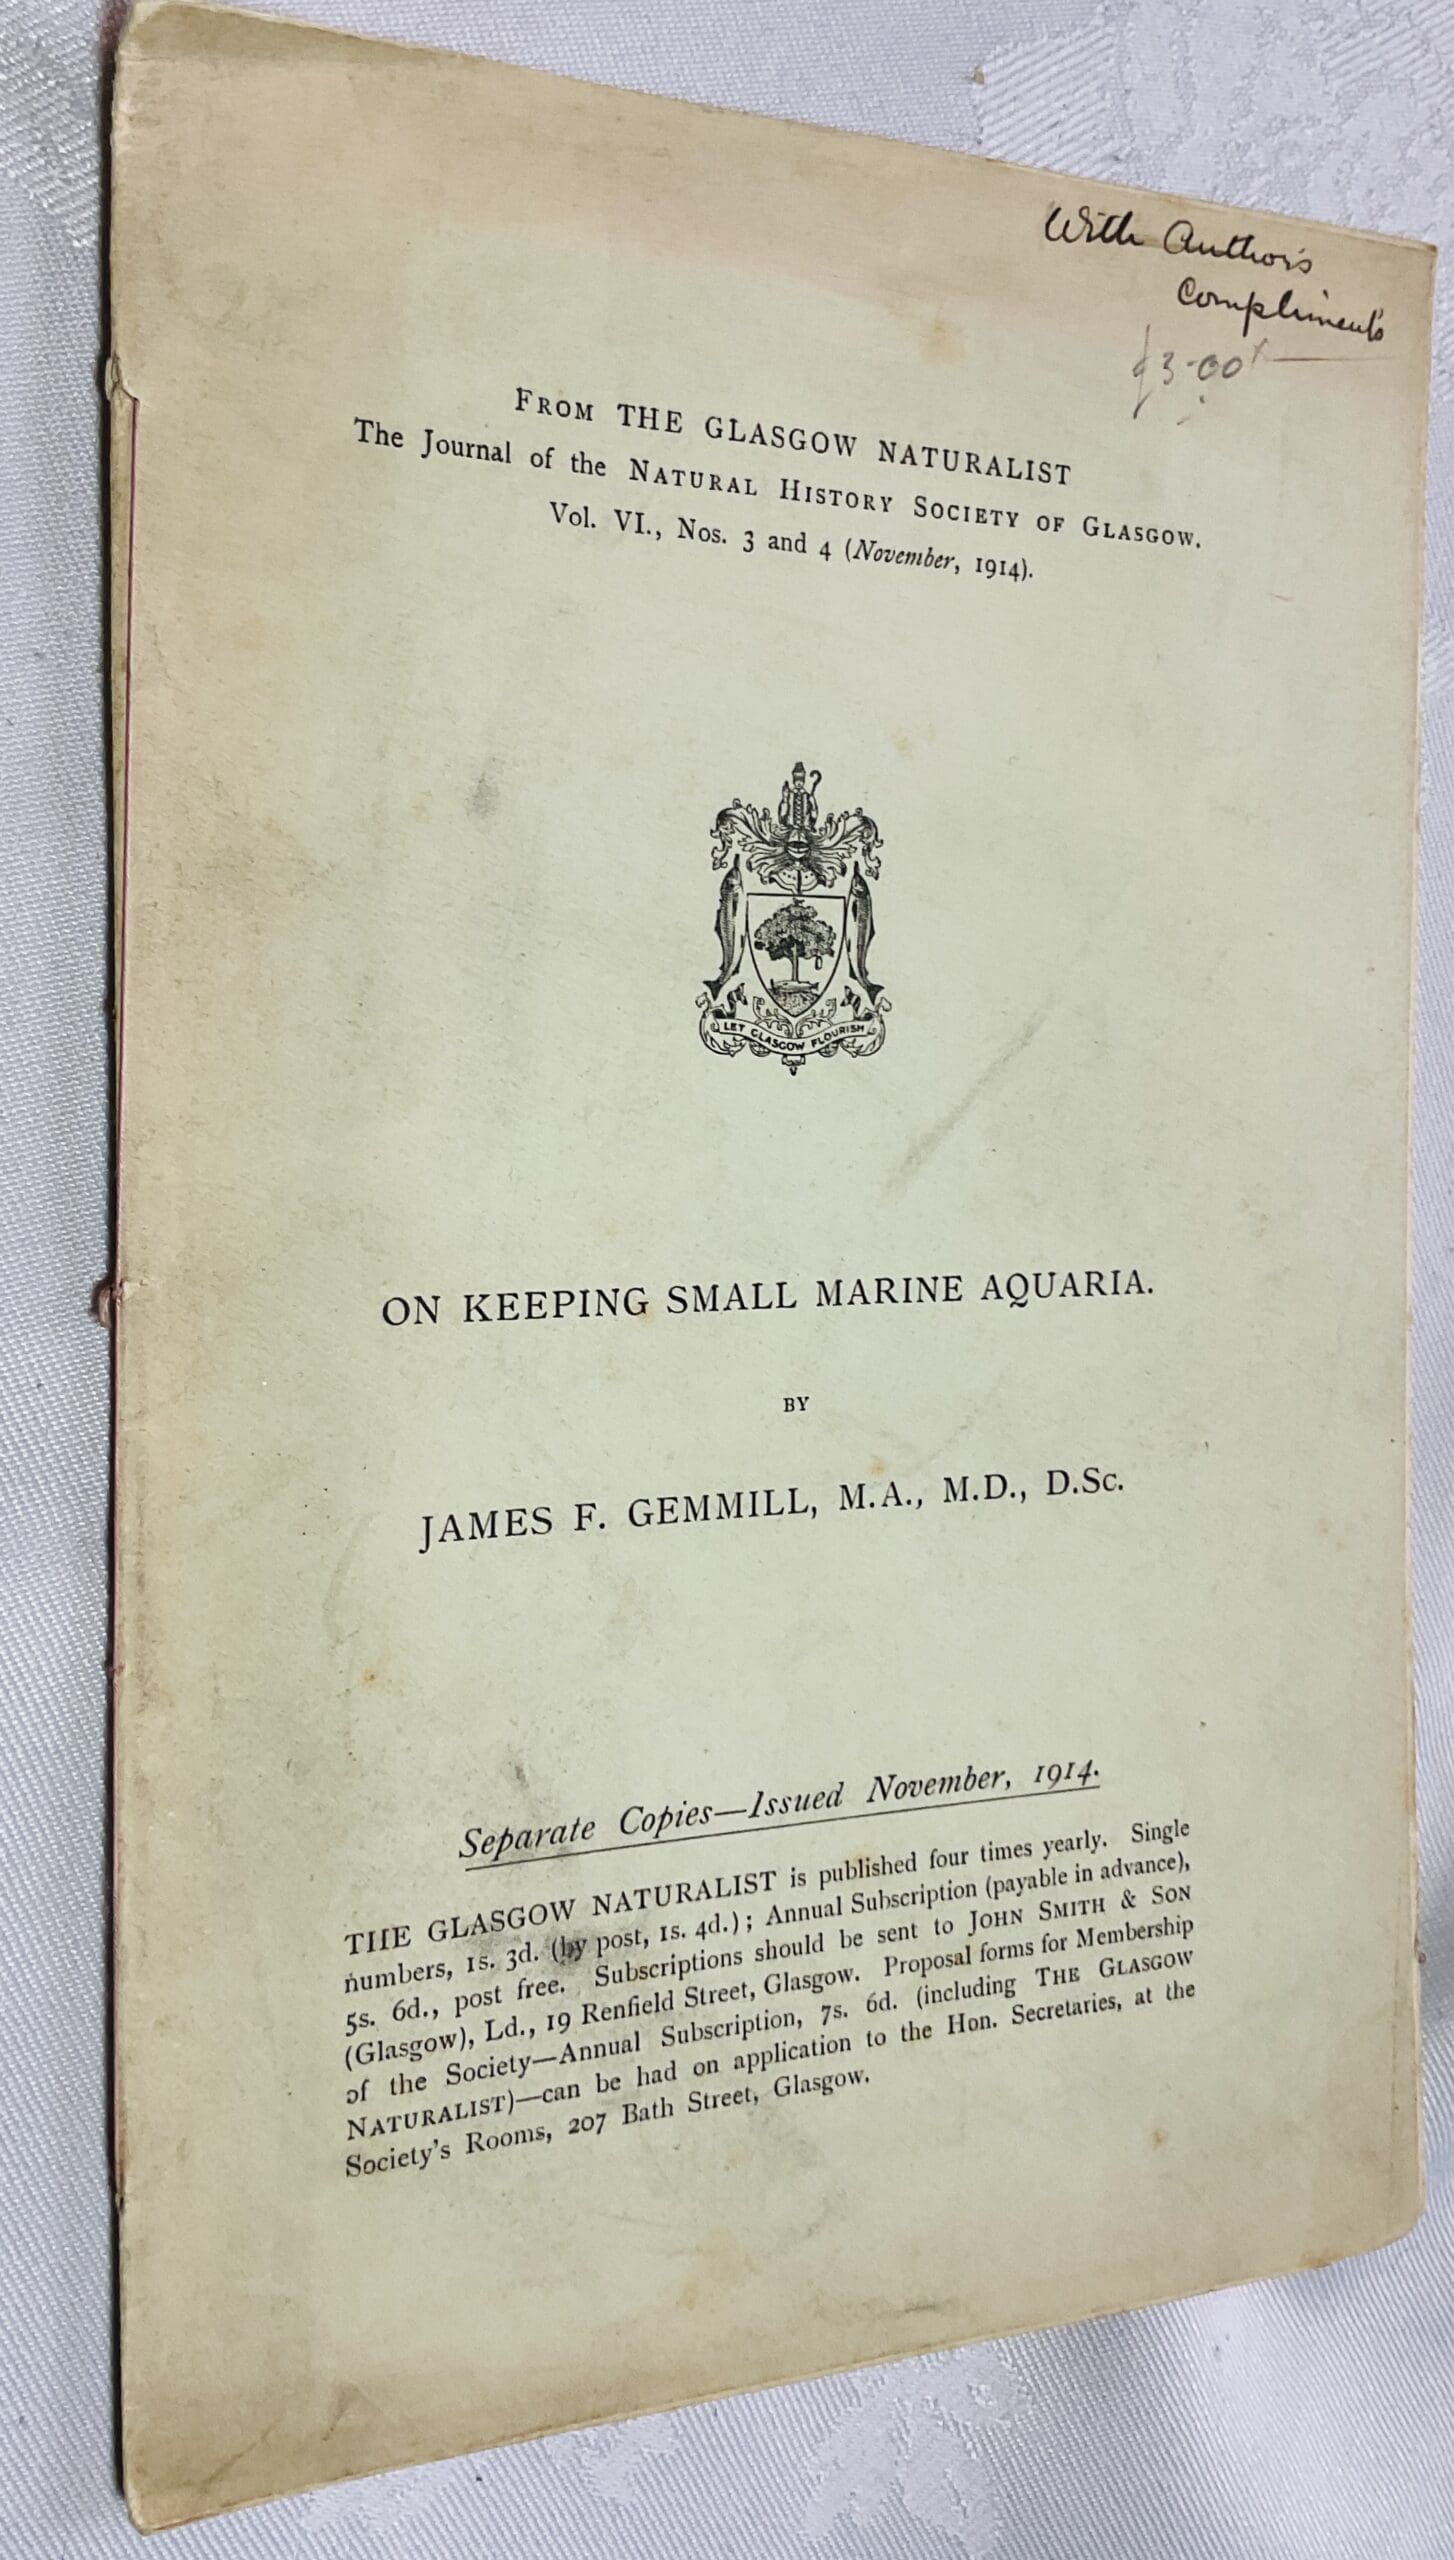 With Author's
Compliments
£3.00
FROM THE GLASGOW NATURALIST
The Journal of the NATURAL HISTORY SOCIETY OF GLASGOW.
Vol. VI., Nos. 3 and 4 (November, 1914).
LET GLASGOW FLOURISH
ON KEEPING SMALL MARINE AQUARIA.
BY
JAMES F. GEMMILL, M.A., M.D., D.Sc.
Separate Copies—Issued November, 1914.
THE GLASGOW NATURALIST is published four times yearly. Single
numbers, 1s. 3d. (by post, 1s. 4d.); Annual Subscription (payable in advance),
5s. 6d., post free. Subscriptions should be sent to JOHN SMITH & SON
(Glasgow), Ld., 19 Renfield Street, Glasgow. Proposal forms for Membership
of the Society—Annual Subscription, 7s. 6d. (including THE GLASGOW
NATURALIST)—can be had on application to the Hon. Secretaries, at the
Society's Rooms, 207 Bath Street, Glasgow.